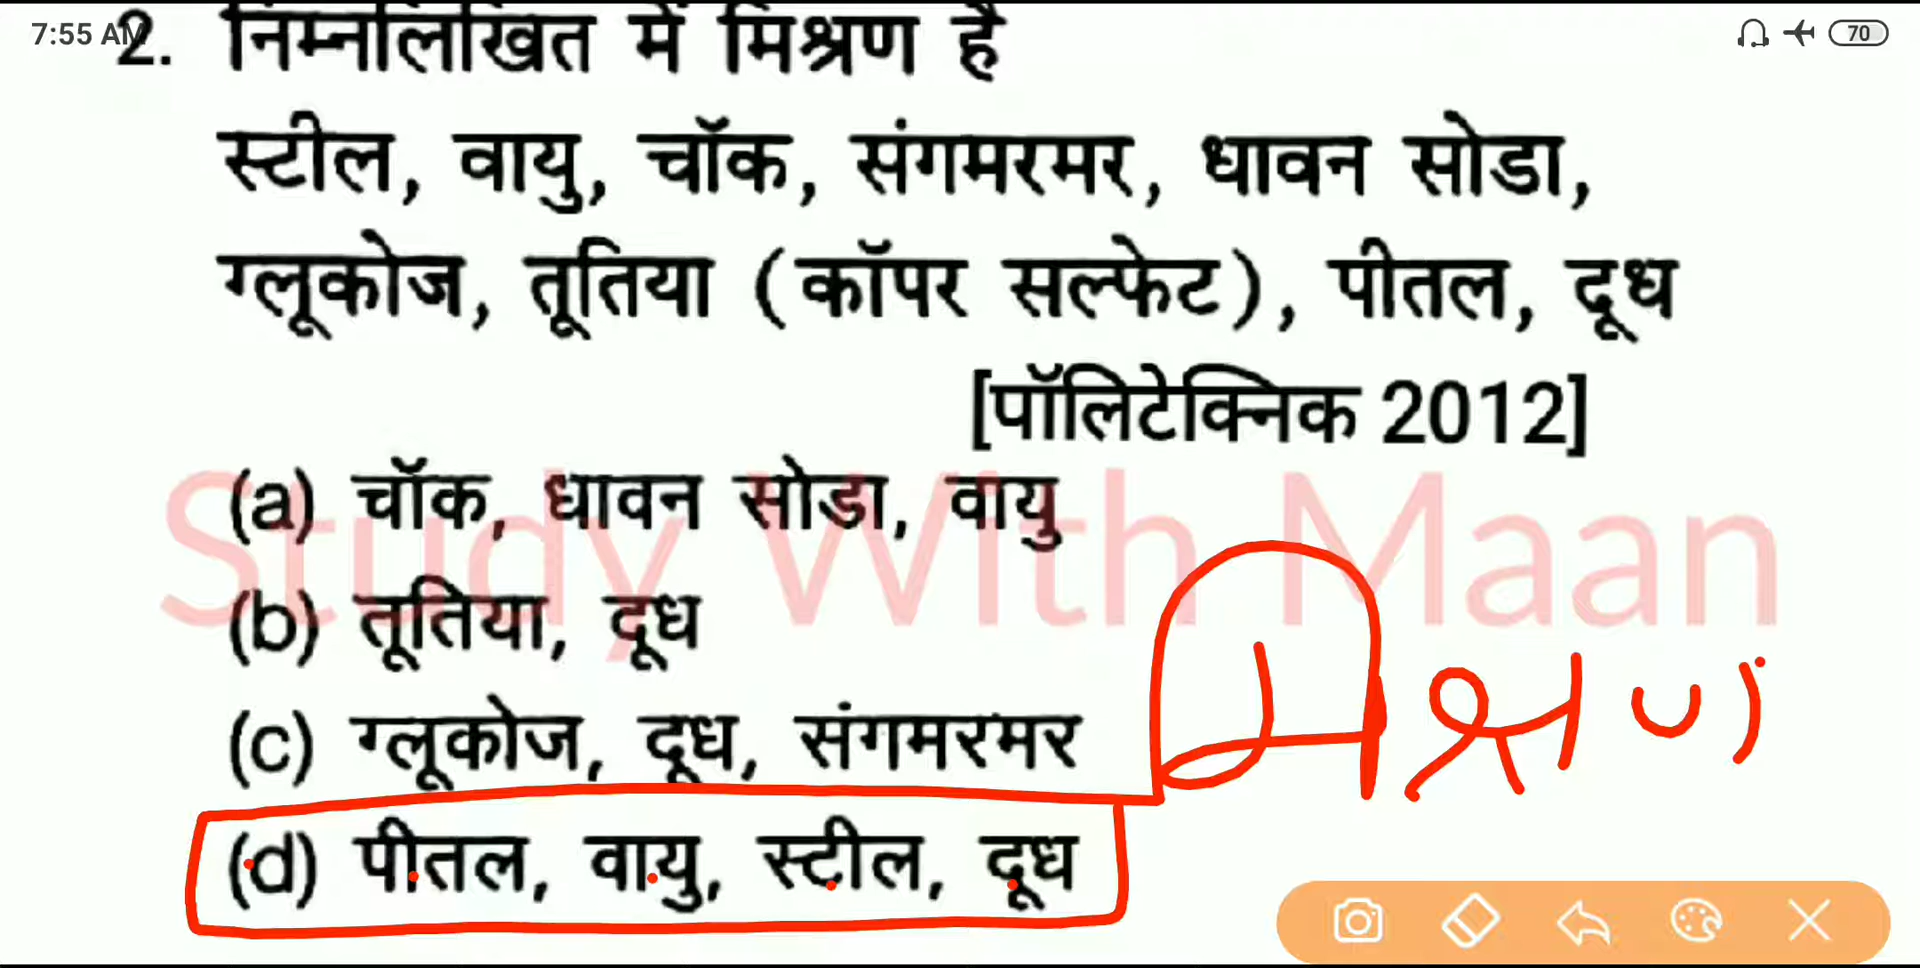 7:55 AM
70
2. निम्नलिखित में मिश्रण है
स्टील, वायु, चॉक, संगमरमर, धावन सोडा,
ग्लूकोज, तूतिया (कॉपर सल्फेट), पीतल, दूध
[पॉलिटेक्निक 2012]
Study With Maan
(a) चॉक, धावन सोडा, वायु
(b) तूतिया, दूध
(c) ग्लूकोज, दूध, संगमरमर
मिश्रण
(d) पीतल, वायु, स्टील, दूध